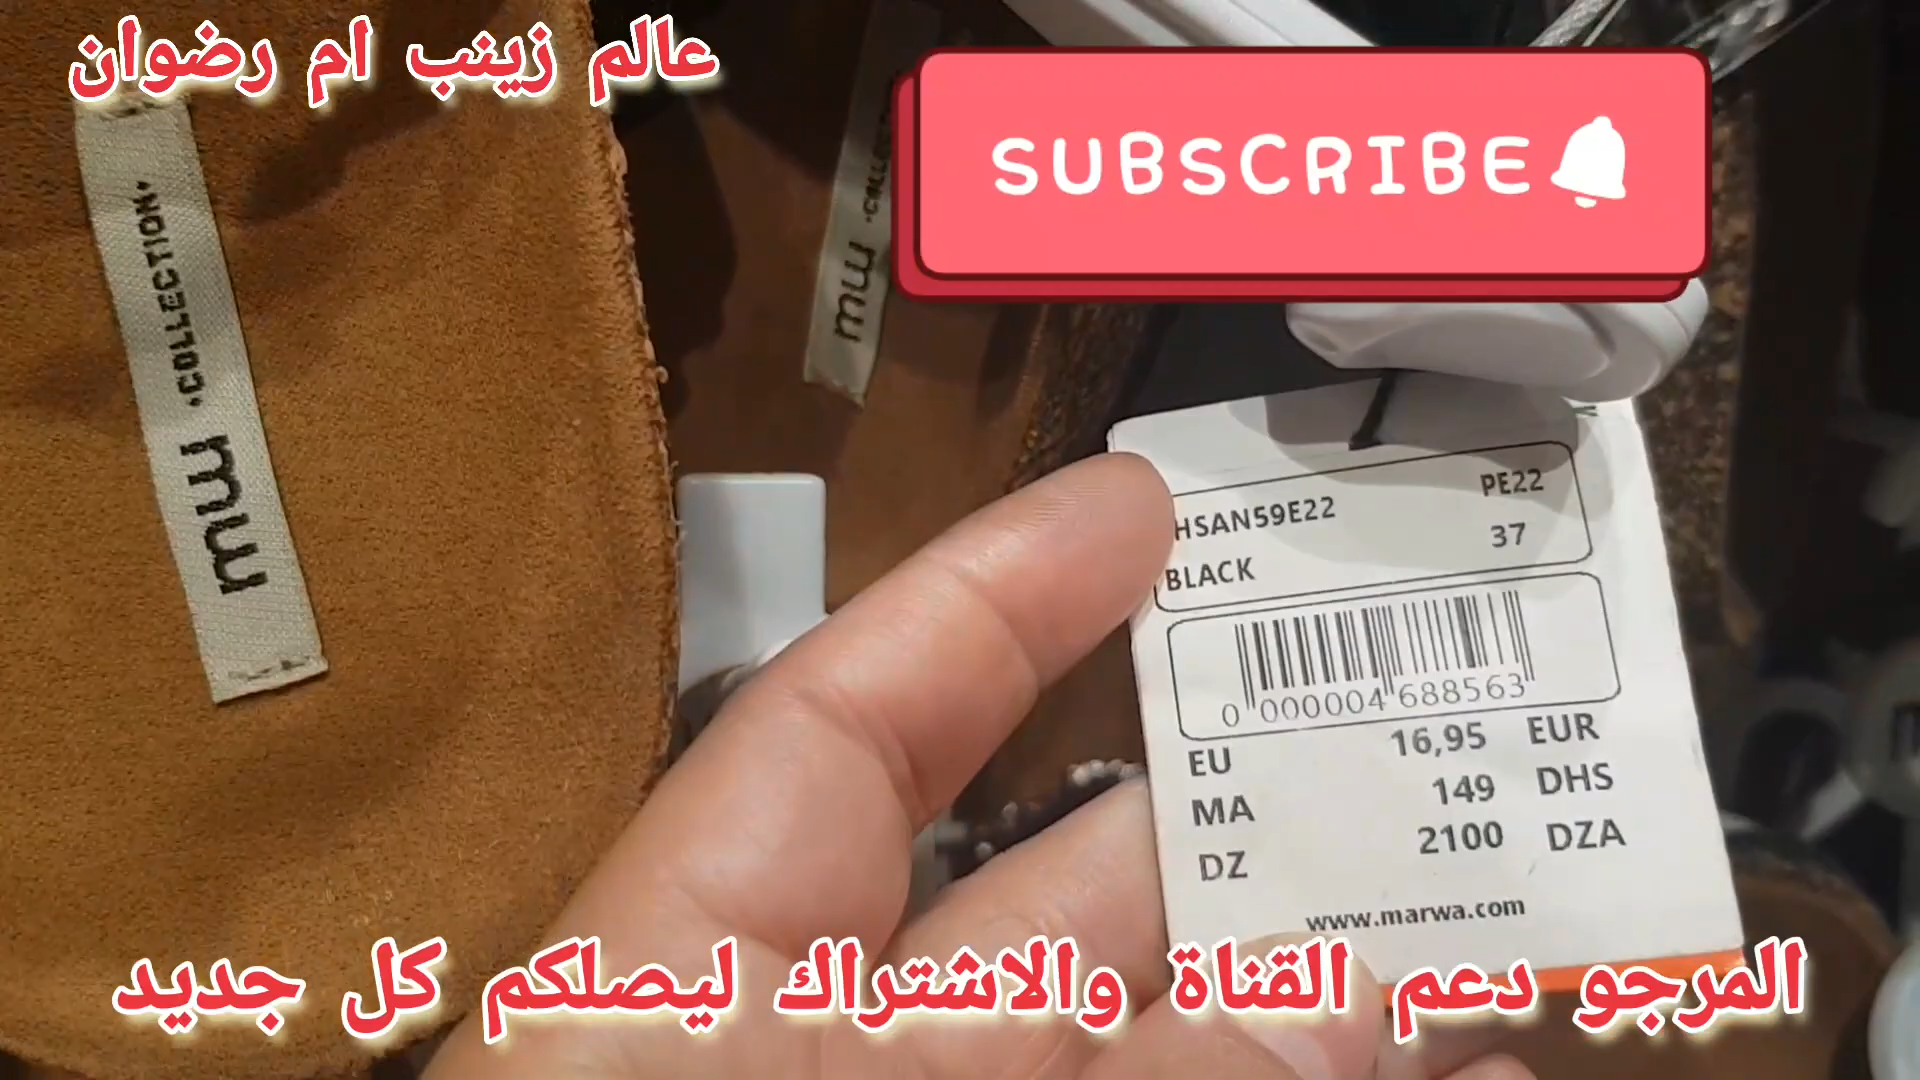 عالم زينب ام رضوان
SUBSCRIBE
mw
•COLLECTION•
mw
HSAN59E22 PE22
BLACK 37
0 000004 688563
EU 16,95 EUR
MA 149 DHS
DZ 2100 DZA
www.marwa.com
المرجو دعم القناة والاشتراك ليصلكم كل جديد